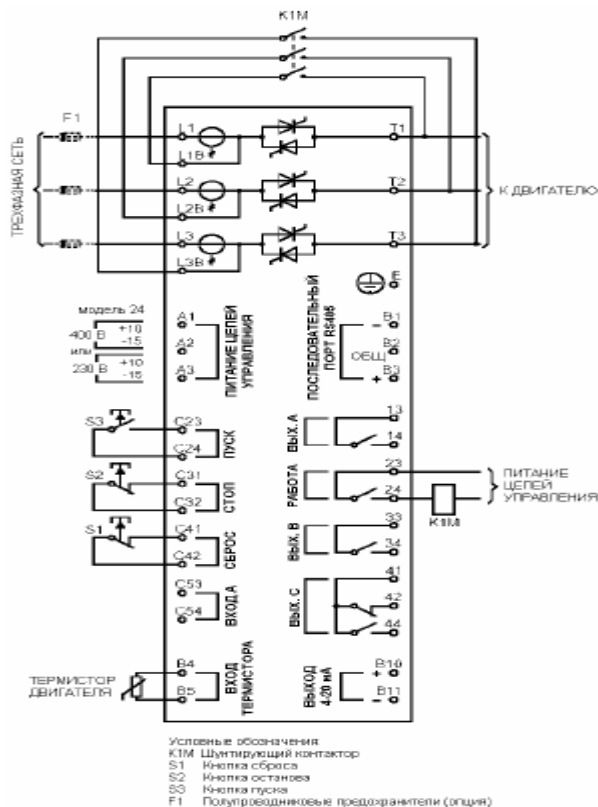 K1M
F1
ТРЕХФАЗНАЯ СЕТЬ
L1
T1
L1B
L2
T2
L2B
L3
T3
L3B
К ДВИГАТЕЛЮ
E
модель 24
400 В +10 -15
или
230 В +10 -15
A1
A2
A3
ПИТАНИЕ ЦЕПЕЙ УПРАВЛЕНИЯ
ПОСЛЕДОВАТЕЛЬНЫЙ ПОРТ RS485
- B1
ОБЩ B2
+ B3
S3
C23
C24
ПУСК
ВЫХ. А
13
14
S2
C31
C32
СТОП
РАБОТА
23
24
K1M
ПИТАНИЕ
ЦЕПЕЙ
УПРАВЛЕНИЯ
S1
C41
C42
СБРОС
ВЫХ. В
33
34
C53
C54
ВХОД А
ВЫХ. С
41
42
44
ТЕРМИСТОР
ДВИГАТЕЛЯ
B4
B5
ВХОД ТЕРМИСТОРА
ВЫХОД 4-20 мА
+ B10
- B11
Условные обозначения
K1M Шунтирующий контактор
S1 Кнопка сброса
S2 Кнопка останова
S3 Кнопка пуска
F1 Полупроводниковые предохранители (опция)